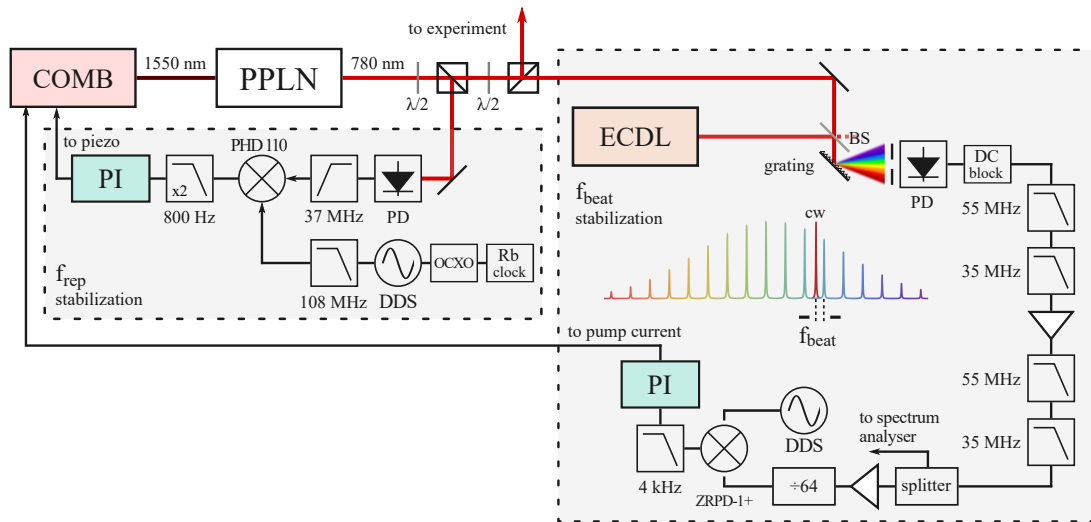 to experiment
COMB
1550 nm
PPLN
780 nm
λ/2
λ/2
to piezo
PHD 110
PI
x2
800 Hz
37 MHz
PD
108 MHz
DDS
OCXO
Rb
clock
f_rep
stabilization
ECDL
BS
grating
PD
DC
block
f_beat
stabilization
cw
f_beat
55 MHz
35 MHz
55 MHz
35 MHz
to pump current
PI
4 kHz
ZRPD-1+
DDS
÷64
to spectrum
analyser
splitter